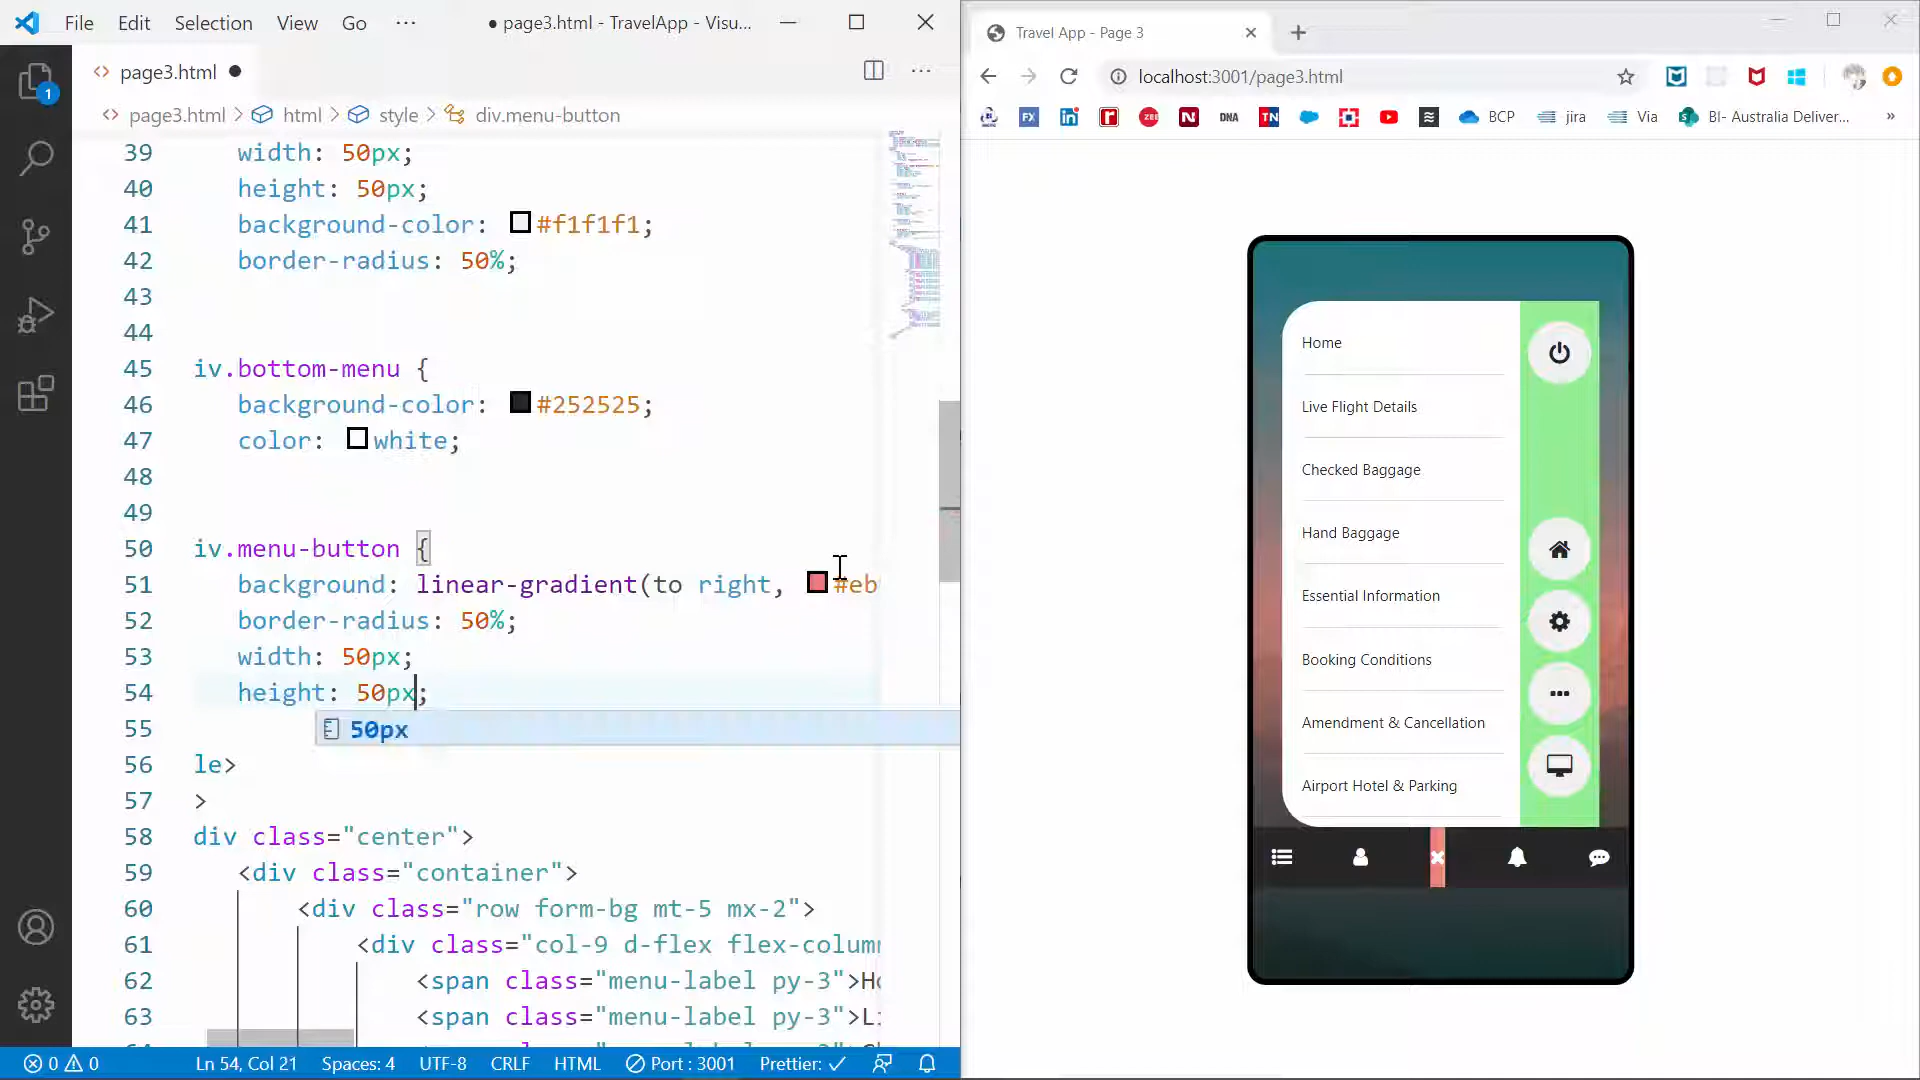 File Edit Selection View Go ··· ● page3.html - TravelApp - Visu...
page3.html ●
page3.html > html > style > div.menu-button
39 width: 50px;
40 height: 50px;
41 background-color: #f1f1f1;
42 border-radius: 50%;
43
44
45 iv.bottom-menu {
46 background-color: #252525;
47 color: white;
48
49
50 iv.menu-button {
51 background: linear-gradient(to right, #eb
52 border-radius: 50%;
53 width: 50px;
54 height: 50px;
50px
55
56 le>
57 >
58 div class="center">
59 <div class="container">
60 <div class="row form-bg mt-5 mx-2">
61 <div class="col-9 d-flex flex-column
62 <span class="menu-label py-3">Ho
63 <span class="menu-label py-3">Li
1
0 0 Ln 54, Col 21 Spaces: 4 UTF-8 CRLF HTML Port : 3001 Prettier: ✓
Travel App - Page 3
localhost:3001/page3.html
FX in ZEE N DNA TN BCP jira Via BI- Australia Deliver... »
Home
Live Flight Details
Checked Baggage
Hand Baggage
Essential Information
Booking Conditions
Amendment & Cancellation
Airport Hotel & Parking